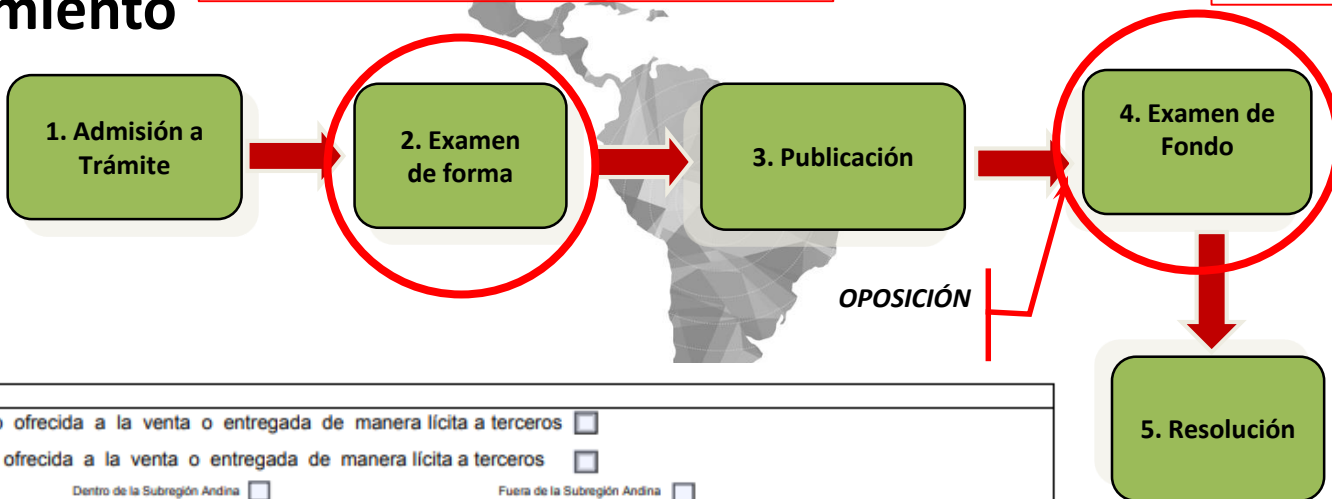 miento
1. Admisión a
Trámite
2. Examen
de forma
3. Publicación
4. Examen de
Fondo
OPOSICIÓN
5. Resolución
ofrecida a la venta o entregada de manera lícita a terceros
ofrecida a la venta o entregada de manera lícita a terceros
Dentro de la Subregión Andina
Fuera de la Subregión Andina